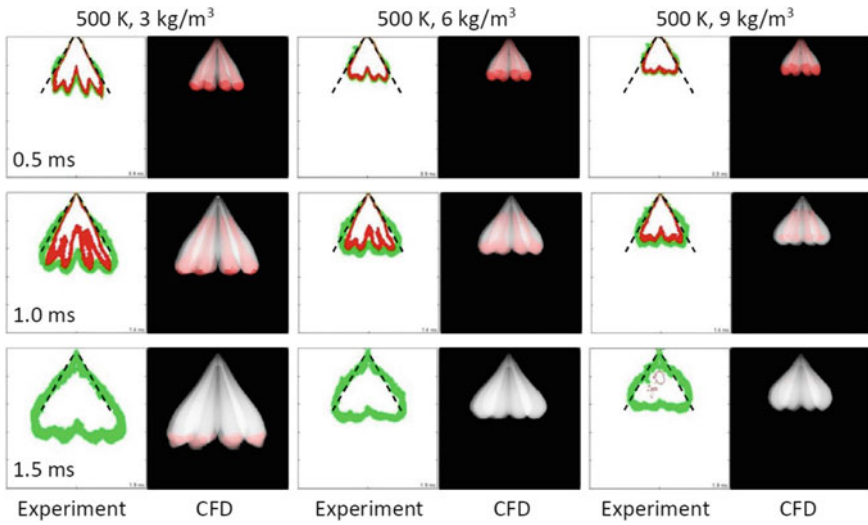 500 K, 3 kg/m³ 500 K, 6 kg/m³ 500 K, 9 kg/m³
0.5 ms
1.0 ms
1.5 ms
Experiment CFD Experiment CFD Experiment CFD